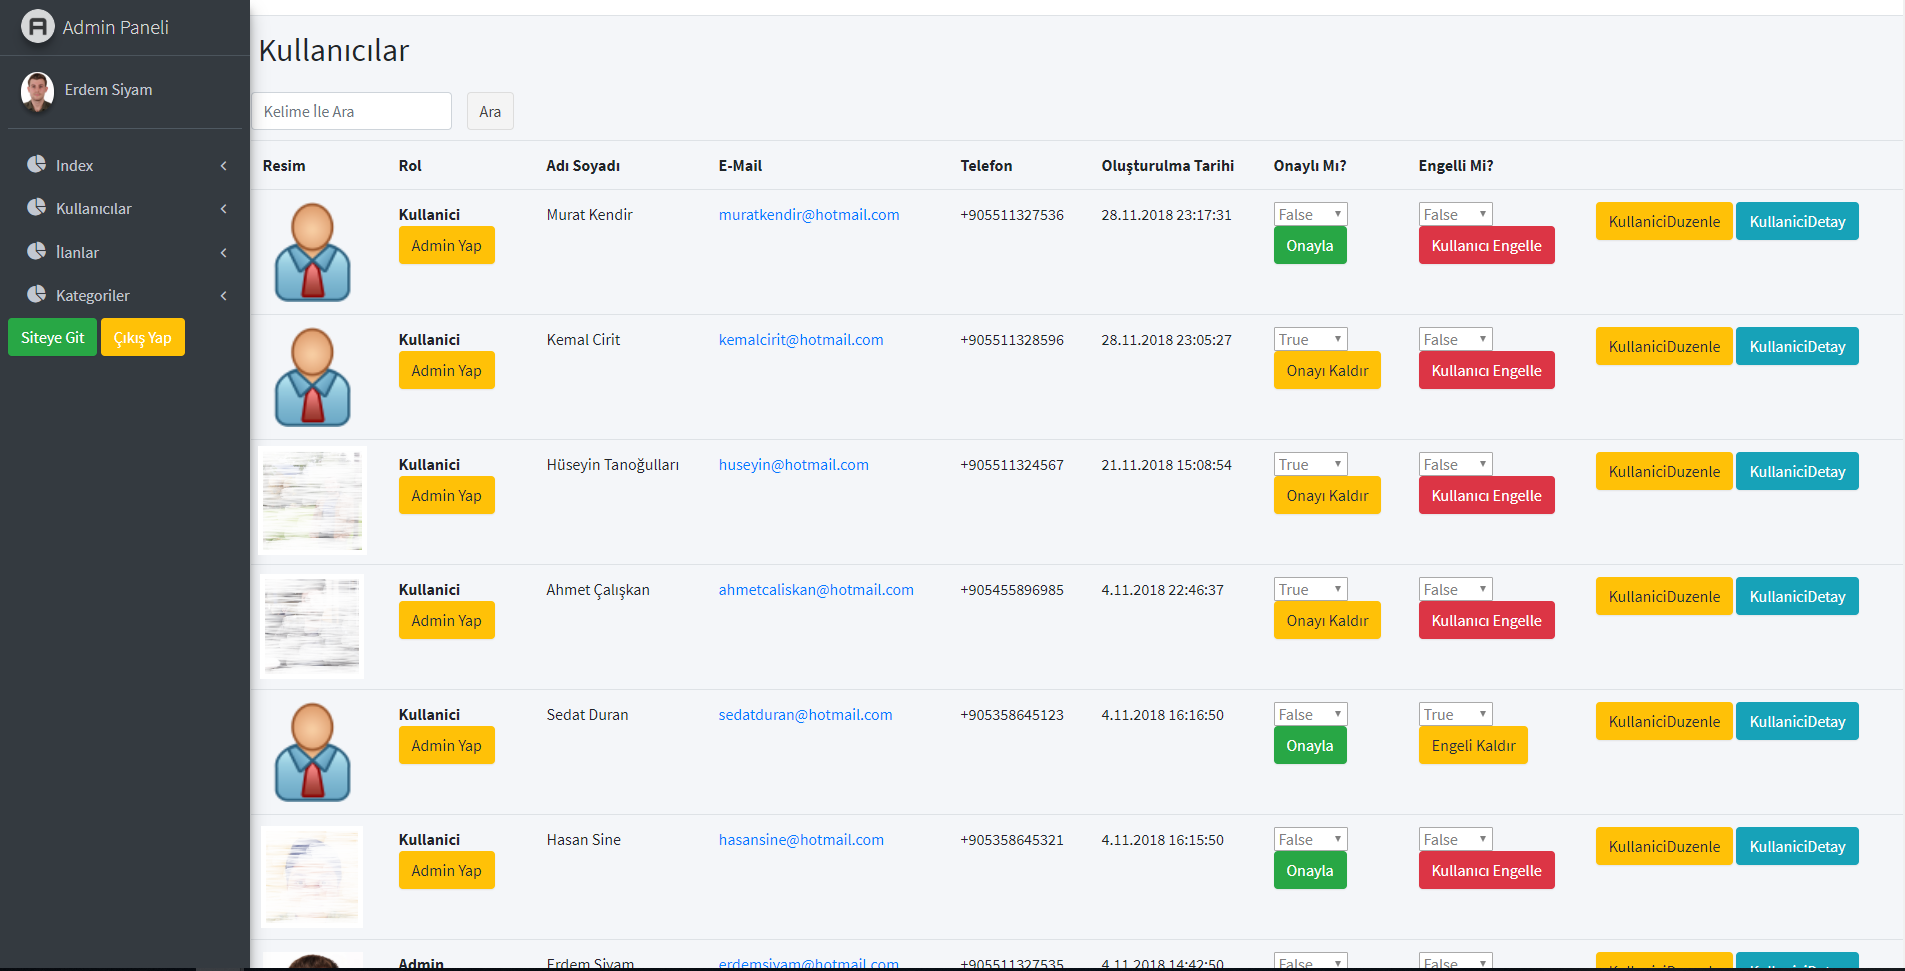 Admin Paneli
Erdem Siyam
Index
Kullanıcılar
İlanlar
Kategoriler
Siteye Git Çıkış Yap
Kullanıcılar
Kelime İle Ara Ara
Resim Rol Adı Soyadı E-Mail Telefon Oluşturulma Tarihi Onaylı Mı? Engelli Mi?
Kullanici Murat Kendir muratkendir@hotmail.com +905511327536 28.11.2018 23:17:31 False False KullaniciDuzenle KullaniciDetay
Admin Yap Onayla Kullanıcı Engelle
Kullanici Kemal Cirit kemalcirit@hotmail.com +905511328596 28.11.2018 23:05:27 True False KullaniciDuzenle KullaniciDetay
Admin Yap Onayı Kaldır Kullanıcı Engelle
Kullanici Hüseyin Tanoğulları huseyin@hotmail.com +905511324567 21.11.2018 15:08:54 True False KullaniciDuzenle KullaniciDetay
Admin Yap Onayı Kaldır Kullanıcı Engelle
Kullanici Ahmet Çalışkan ahmetcaliskan@hotmail.com +905455896985 4.11.2018 22:46:37 True False KullaniciDuzenle KullaniciDetay
Admin Yap Onayı Kaldır Kullanıcı Engelle
Kullanici Sedat Duran sedatduran@hotmail.com +905358645123 4.11.2018 16:16:50 False True KullaniciDuzenle KullaniciDetay
Admin Yap Onayla Engeli Kaldır
Kullanici Hasan Sine hasansine@hotmail.com +905358645321 4.11.2018 16:15:50 False False KullaniciDuzenle KullaniciDetay
Admin Yap Onayla Kullanıcı Engelle
Admin Erdem Siyam erdemsiyam@hotmail.com +905511327535 4.11.2018 14:42:50 False False